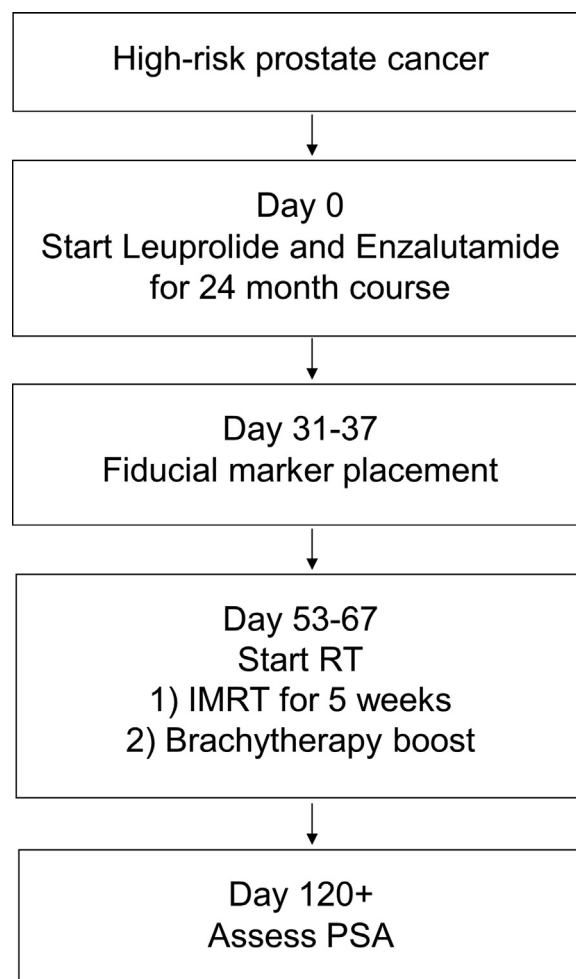 High-risk prostate cancer
Day 0
Start Leuprolide and Enzalutamide
for 24 month course
Day 31-37
Fiducial marker placement
Day 53-67
Start RT
1) IMRT for 5 weeks
2) Brachytherapy boost
Day 120+
Assess PSA